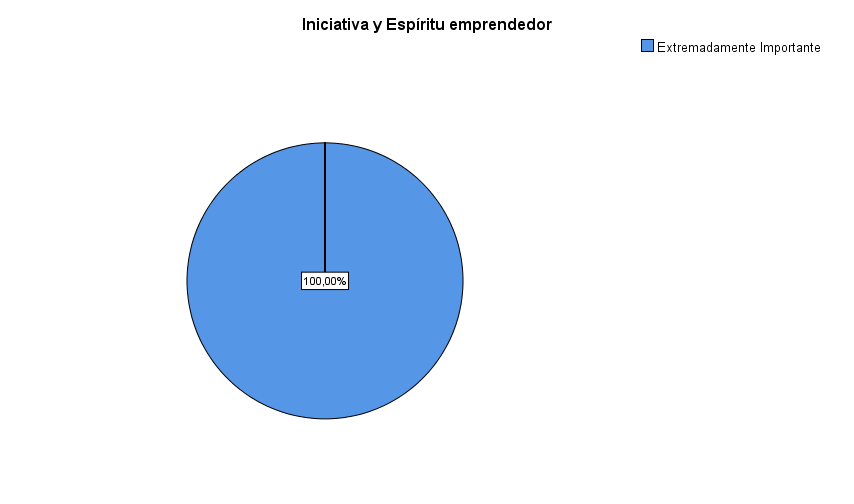 Iniciativa y Espíritu emprendedor
Extremadamente Importante
100,00%